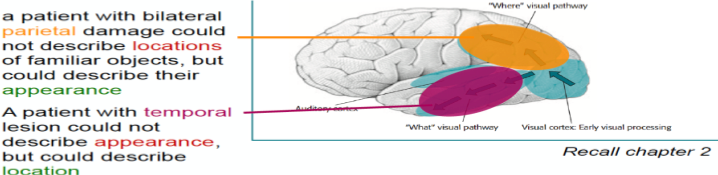 a patient with bilateral
parietal damage could
not describe locations
of familiar objects, but
could describe their
appearance
A patient with temporal
lesion could not
describe appearance,
but could describe
location
"Where" visual pathway
Auditory cortex
"What" visual pathway
Visual cortex: Early visual processing
Recall chapter 2